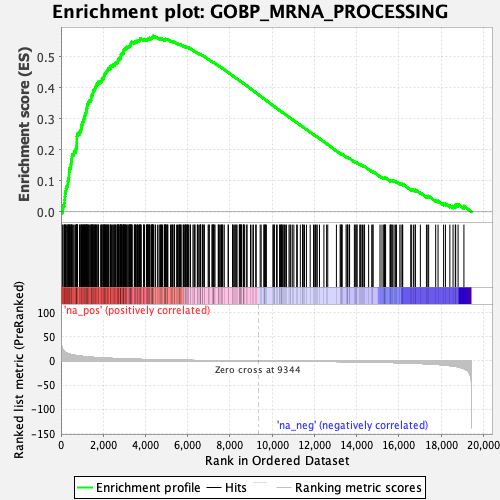 Enrichment plot: GOBP_MRNA_PROCESSING
Enrichment score (ES)
0.5
0.4
0.3
0.2
0.1
0.0
'na_pos' (positively correlated)
Ranked list metric (PreRanked)
100
50
0
-50
-100
-150
Zero cross at 9344
'na_neg' (negatively correlated)
0 2,000 4,000 6,000 8,000 10,000 12,000 14,000 16,000 18,000 20,000
Rank in Ordered Dataset
Enrichment profile Hits Ranking metric scores